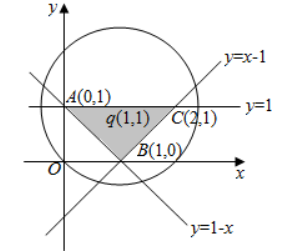 y
y=x-1
A(0,1)
q(1,1)
C(2,1)
y=1
B(1,0)
O
x
y=1-x